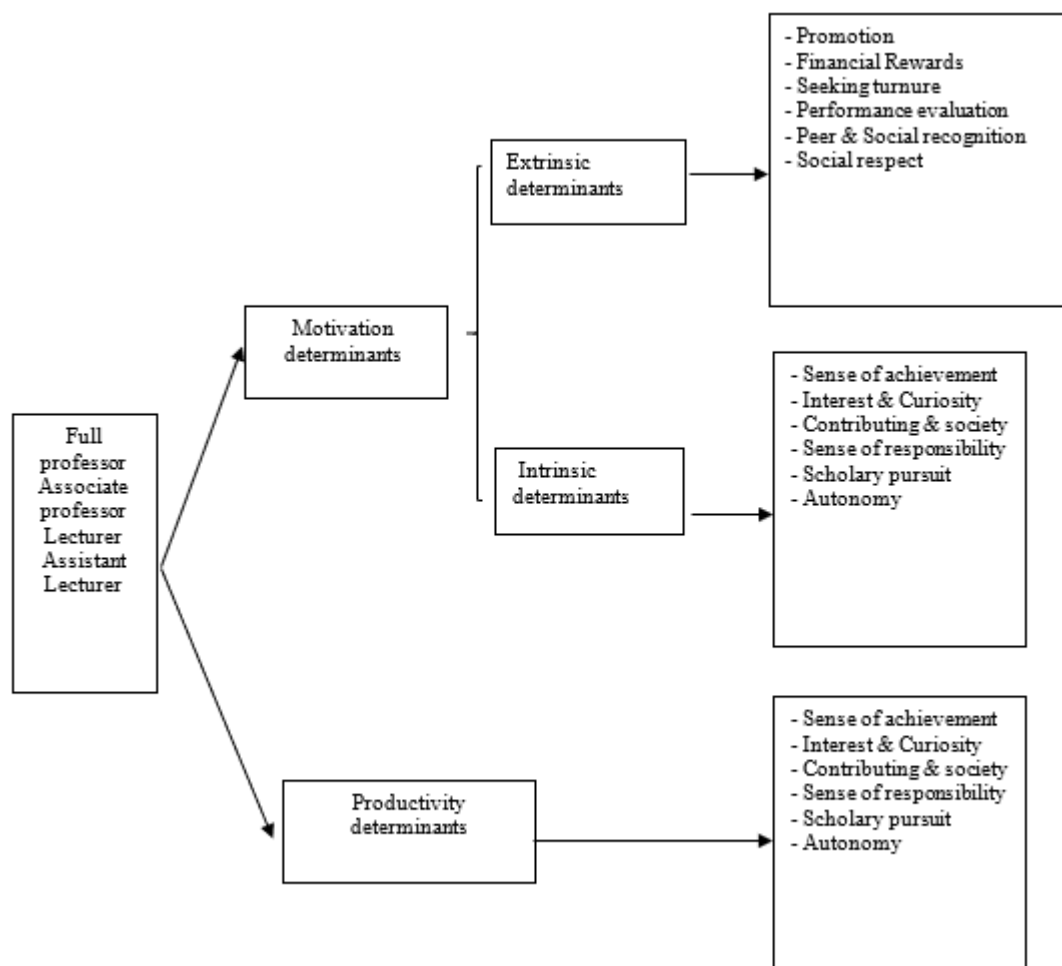 Full
professor
Associate
professor
Lecturer
Assistant
Lecturer
Motivation
determinants
Extrinsic
determinants
- Promotion
- Financial Rewards
- Seeking turnure
- Performance evaluation
- Peer & Social recognition
- Social respect
Intrinsic
determinants
- Sense of achievement
- Interest & Curiosity
- Contributing & society
- Sense of responsibility
- Scholary pursuit
- Autonomy
Productivity
determinants
- Sense of achievement
- Interest & Curiosity
- Contributing & society
- Sense of responsibility
- Scholary pursuit
- Autonomy